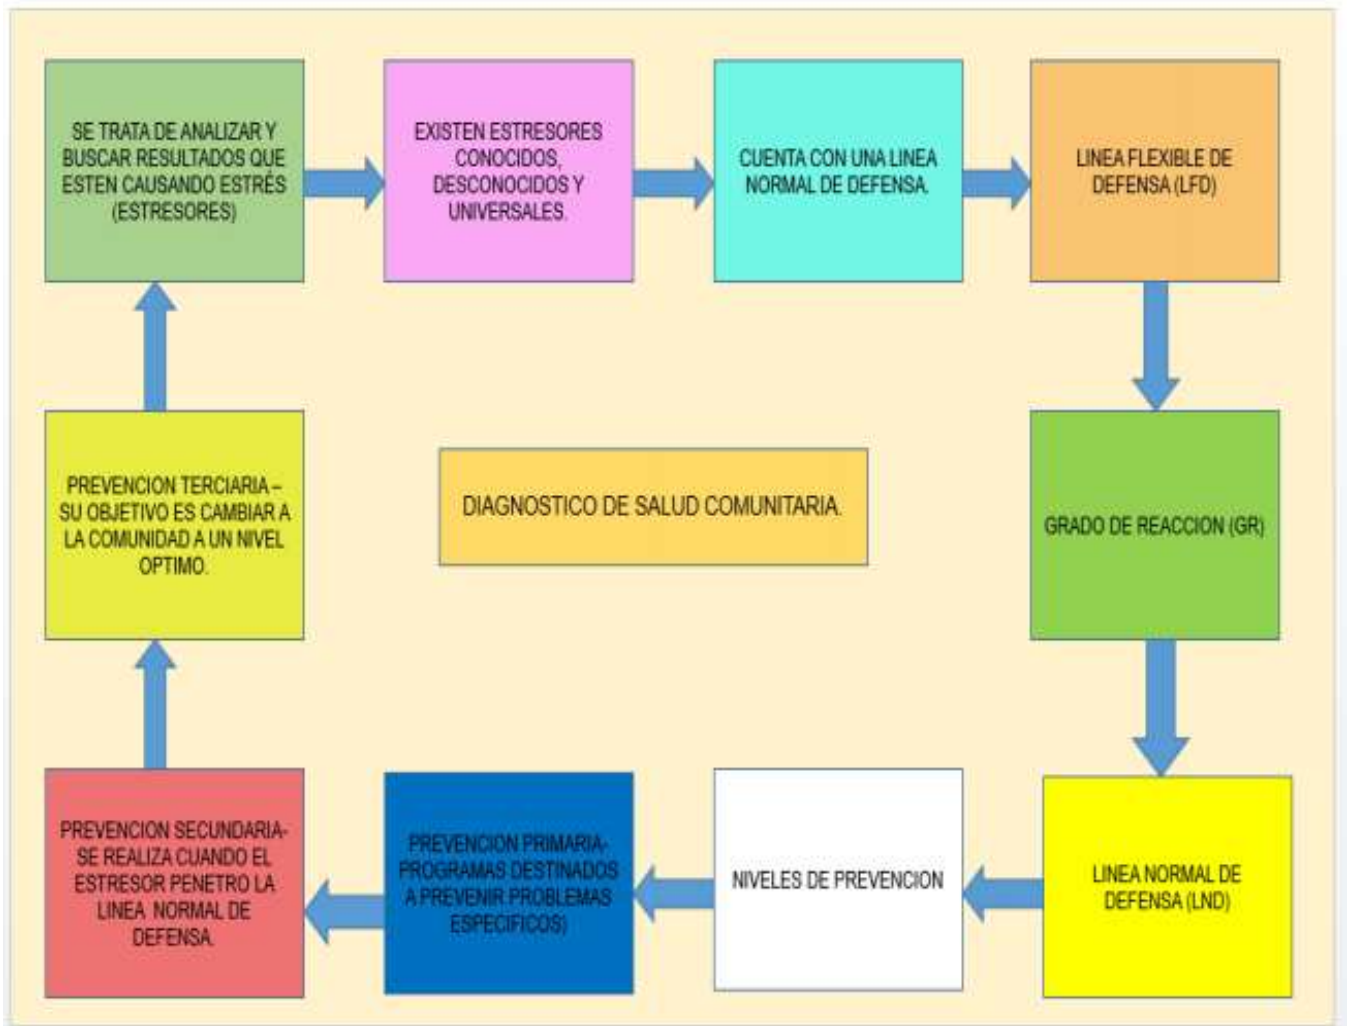 SE TRATA DE ANALIZAR Y
BUSCAR RESULTADOS QUE
ESTEN CAUSANDO ESTRÉS
(ESTRESORES)
EXISTEN ESTRESORES
CONOCIDOS,
DESCONOCIDOS Y
UNIVERSALES.
CUENTA CON UNA LINEA
NORMAL DE DEFENSA.
LINEA FLEXIBLE DE
DEFENSA (LFD)
GRADO DE REACCION (GR)
LINEA NORMAL DE
DEFENSA (LND)
NIVELES DE PREVENCION
PREVENCION PRIMARIA-
PROGRAMAS DESTINADOS
A PREVENIR PROBLEMAS
ESPECIFICOS)
PREVENCION SECUNDARIA-
SE REALIZA CUANDO EL
ESTRESOR PENETRO LA
LINEA NORMAL DE
DEFENSA.
PREVENCION TERCIARIA –
SU OBJETIVO ES CAMBIAR A
LA COMUNIDAD A UN NIVEL
OPTIMO.
DIAGNOSTICO DE SALUD COMUNITARIA.